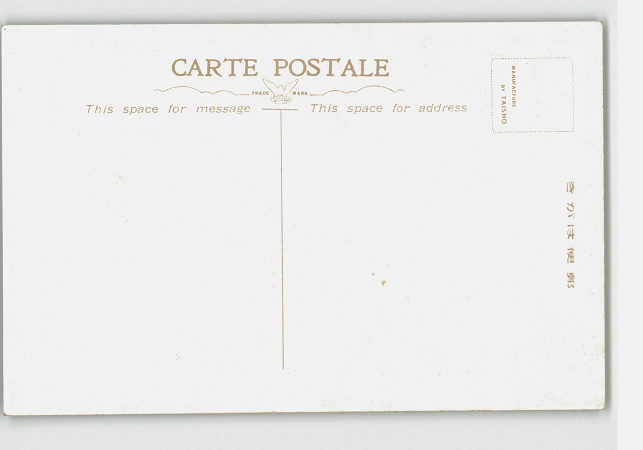 CARTE POSTALE
TRADE MARK
This space for message
This space for address
MANUFACTURE
BY TAISHO
きがは便郵